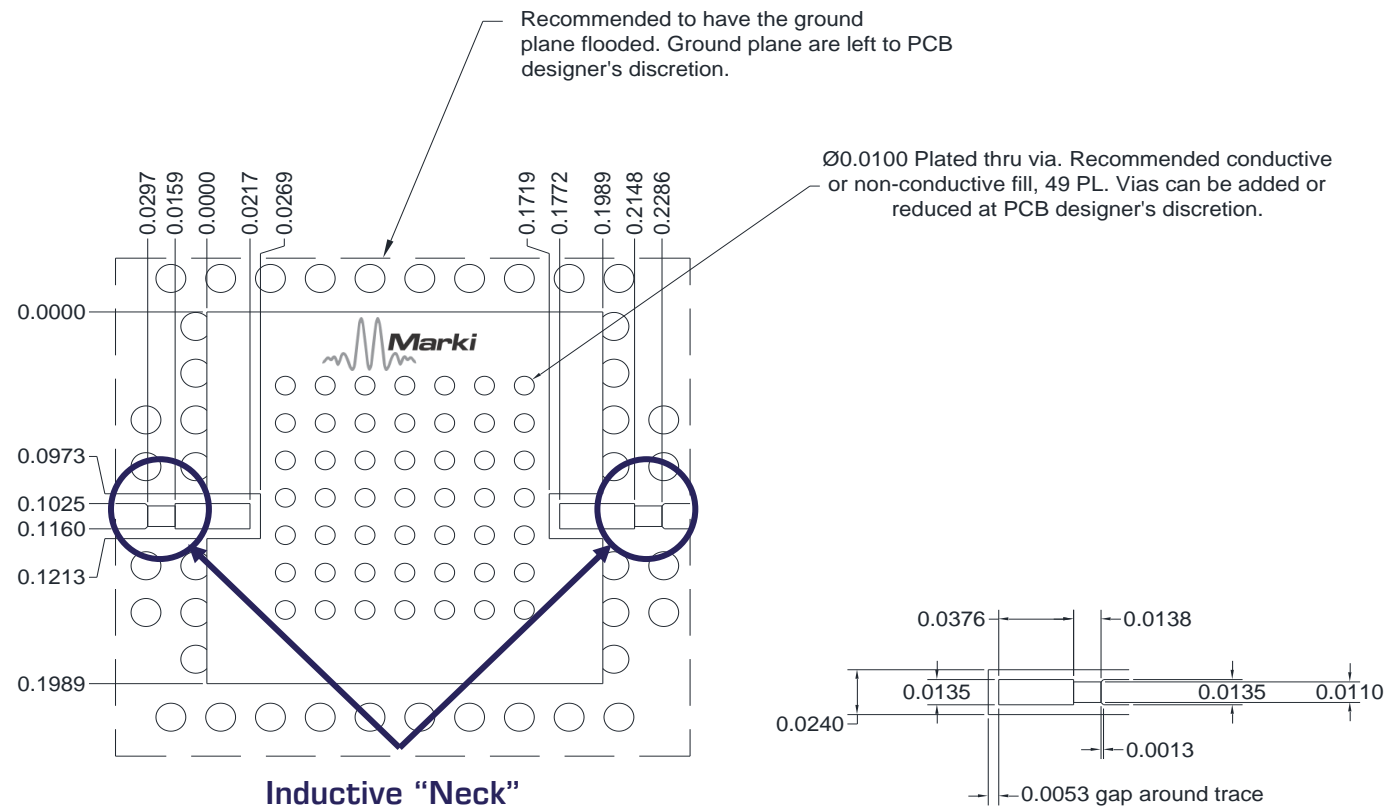 Recommended to have the ground
plane flooded. Ground plane are left to PCB
designer's discretion.
Ø0.0100 Plated thru via. Recommended conductive
or non-conductive fill, 49 PL. Vias can be added or
reduced at PCB designer's discretion.
0.0297
0.0159
0.0000
0.0217
0.0269
0.1719
0.1772
0.1989
0.2148
0.2286
0.0000
Marki
0.0973
0.1025
0.1160
0.1213
0.1989
0.0376
0.0138
0.0135
0.0135
0.0110
0.0240
0.0013
0.0053 gap around trace
Inductive “Neck”